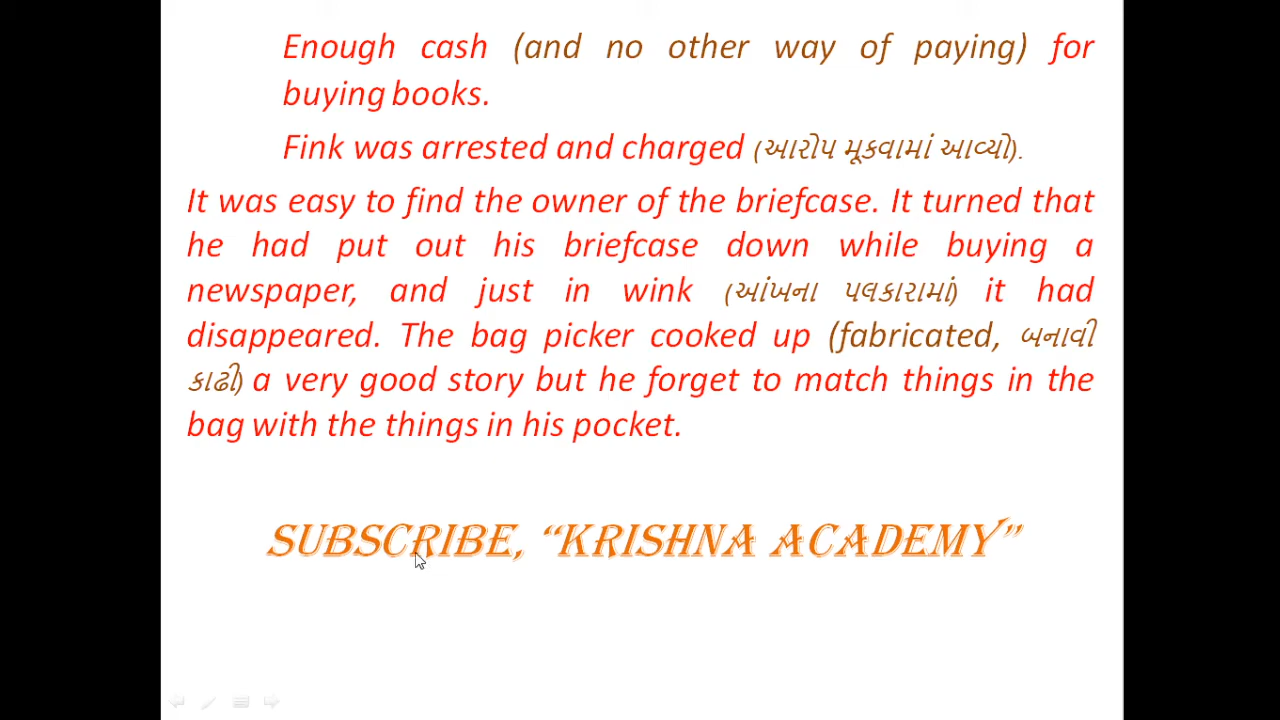 Enough cash (and no other way of paying) for
buying books.
Fink was arrested and charged (આરોપ મૂકવામાં આવ્યો).
It was easy to find the owner of the briefcase. It turned that
he had put out his briefcase down while buying a
newspaper, and just in wink (આંખના પલકારામાં) it had
disappeared. The bag picker cooked up (fabricated, બનાવી
કાઢી) a very good story but he forget to match things in the
bag with the things in his pocket.
SUBSCRIBE, “KRISHNA ACADEMY”